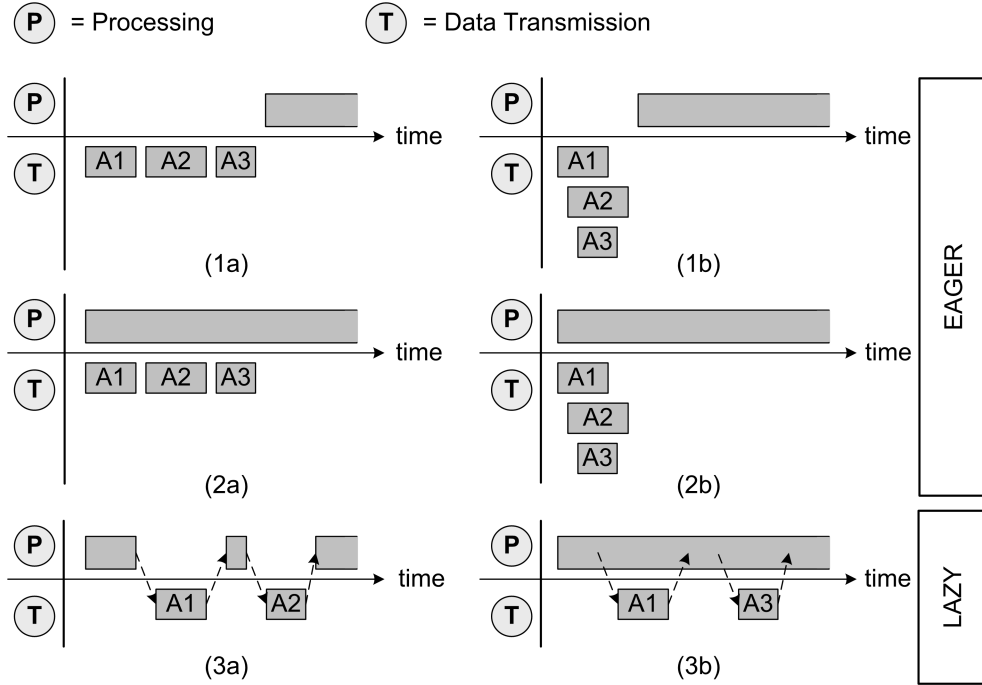 P = Processing
T = Data Transmission
P
time
T
A1 A2 A3
(1a)
P
time
T
A1
A2
A3
(1b)
P
time
T
A1 A2 A3
(2a)
P
time
T
A1
A2
A3
(2b)
EAGER
P
time
T
A1 A2
(3a)
P
time
T
A1 A3
(3b)
LAZY